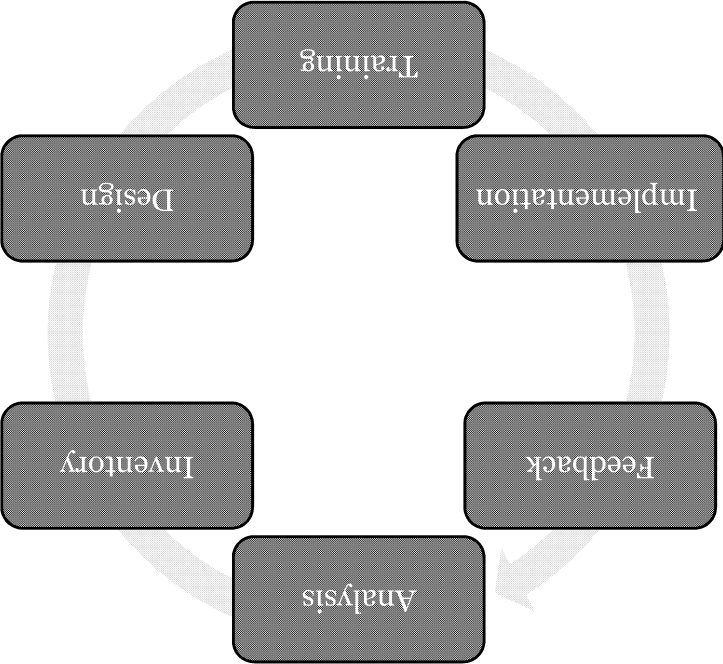 Analysis
Inventory
Design
Training
Implementation
Feedback